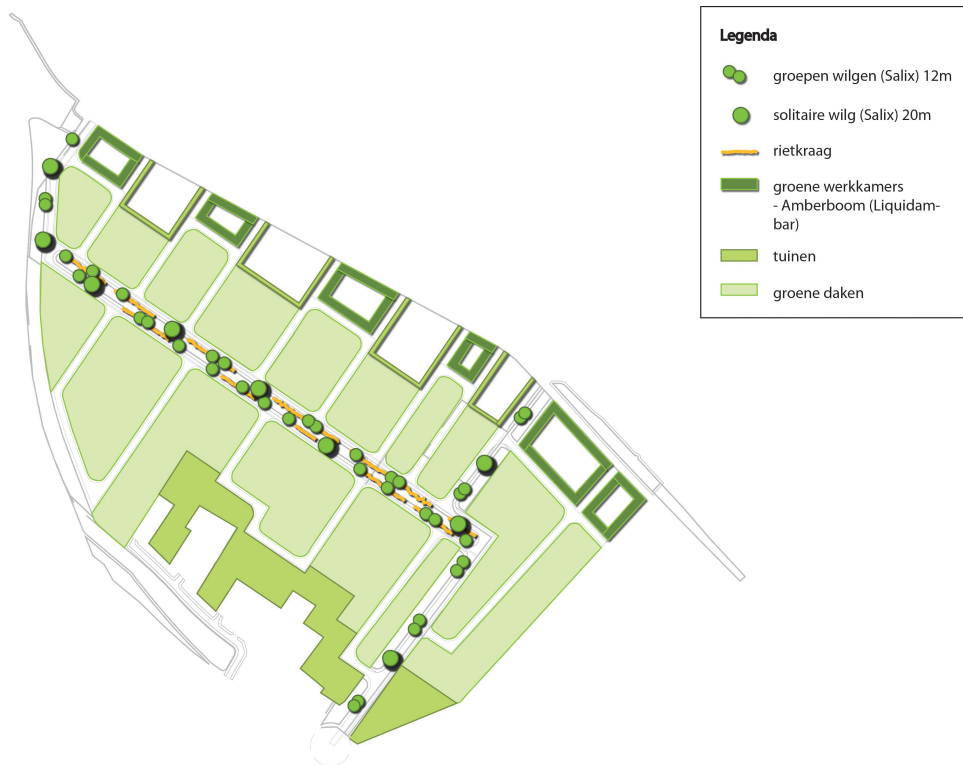 Legenda
groepen wilgen (Salix) 12m
solitaire wilg (Salix) 20m
rietkraag
groene werkkamers
- Amberboom (Liquidam-
bar)
tuinen
groene daken